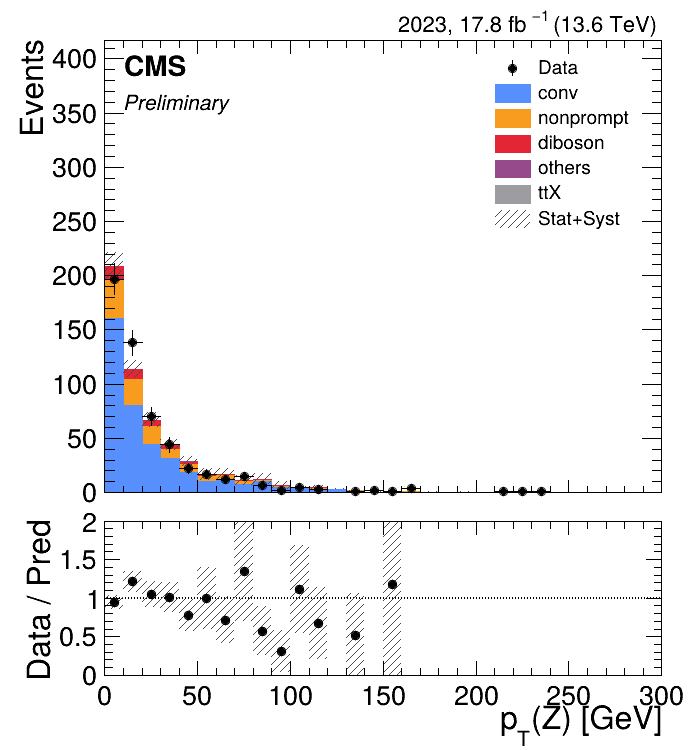 2023, 17.8 fb⁻¹ (13.6 TeV)
CMS
Preliminary
Events
400
350
300
250
200
150
100
50
0
Data
conv
nonprompt
diboson
others
ttX
Stat+Syst
Data / Pred
2
1.5
1
0.5
0
0 50 100 150 200 250 300
p_T(Z) [GeV]